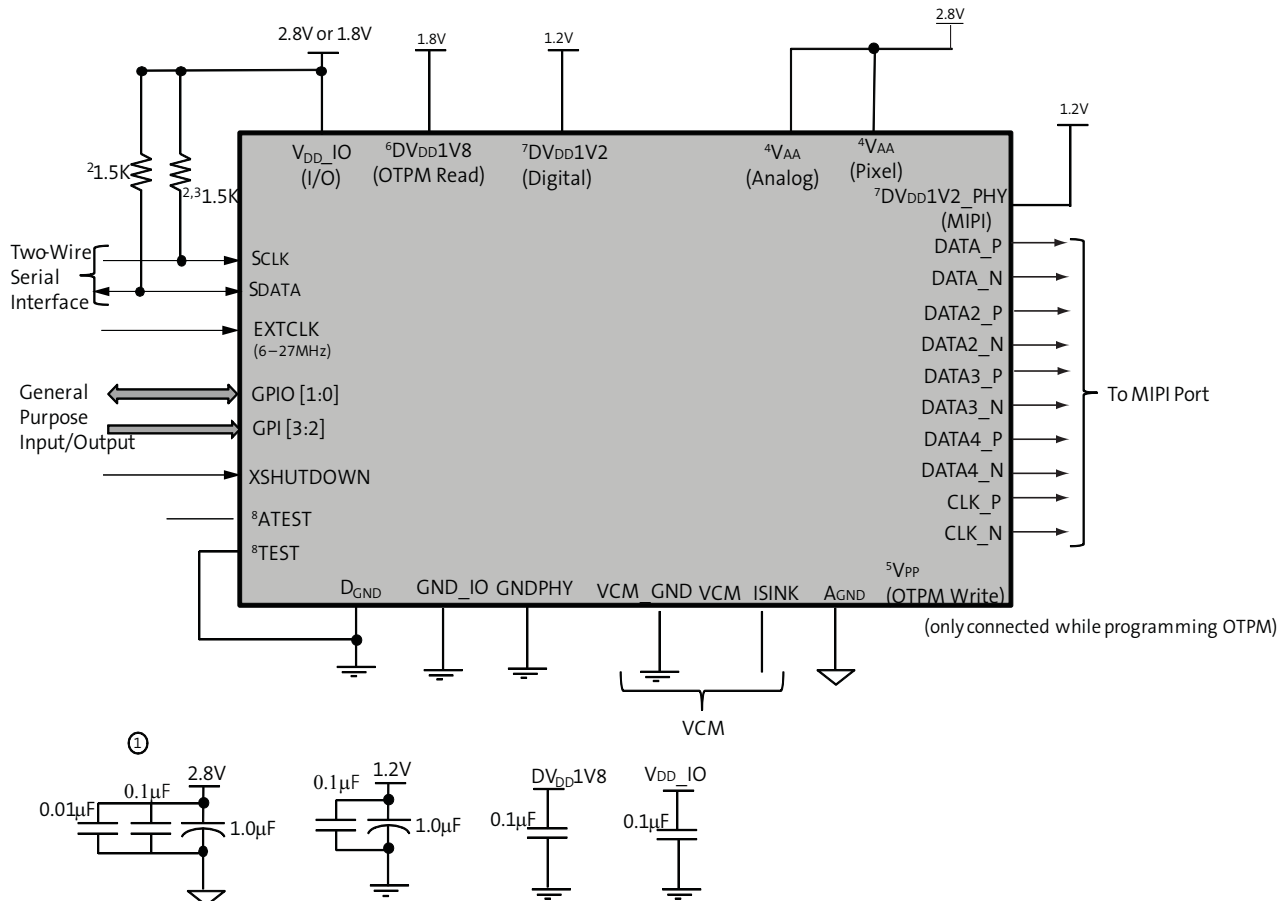 2.8V or 1.8V
1.8V
1.2V
2.8V
1.2V
VDD_IO
(I/O)
6DVDD1V8
(OTPM Read)
7DVDD1V2
(Digital)
4VAA
(Analog)
4VAA
(Pixel)
7DVDD1V2_PHY
(MIPI)
21.5K
2,31.5K
Two-Wire
Serial
Interface
SCLK
SDATA
EXTCLK
(6–27MHz)
General
Purpose
Input/Output
GPIO [1:0]
GPI [3:2]
XSHUTDOWN
8ATEST
8TEST
DATA_P
DATA_N
DATA2_P
DATA2_N
DATA3_P
DATA3_N
DATA4_P
DATA4_N
CLK_P
CLK_N
To MIPI Port
DGND
GND_IO
GNDPHY
VCM_GND
VCM ISINK
AGND
5VPP
(OTPM Write)
(only connected while programming OTPM)
VCM
1
2.8V
0.01µF
0.1µF
1.0µF
1.2V
0.1µF
1.0µF
DVDD1V8
0.1µF
VDD_IO
0.1µF